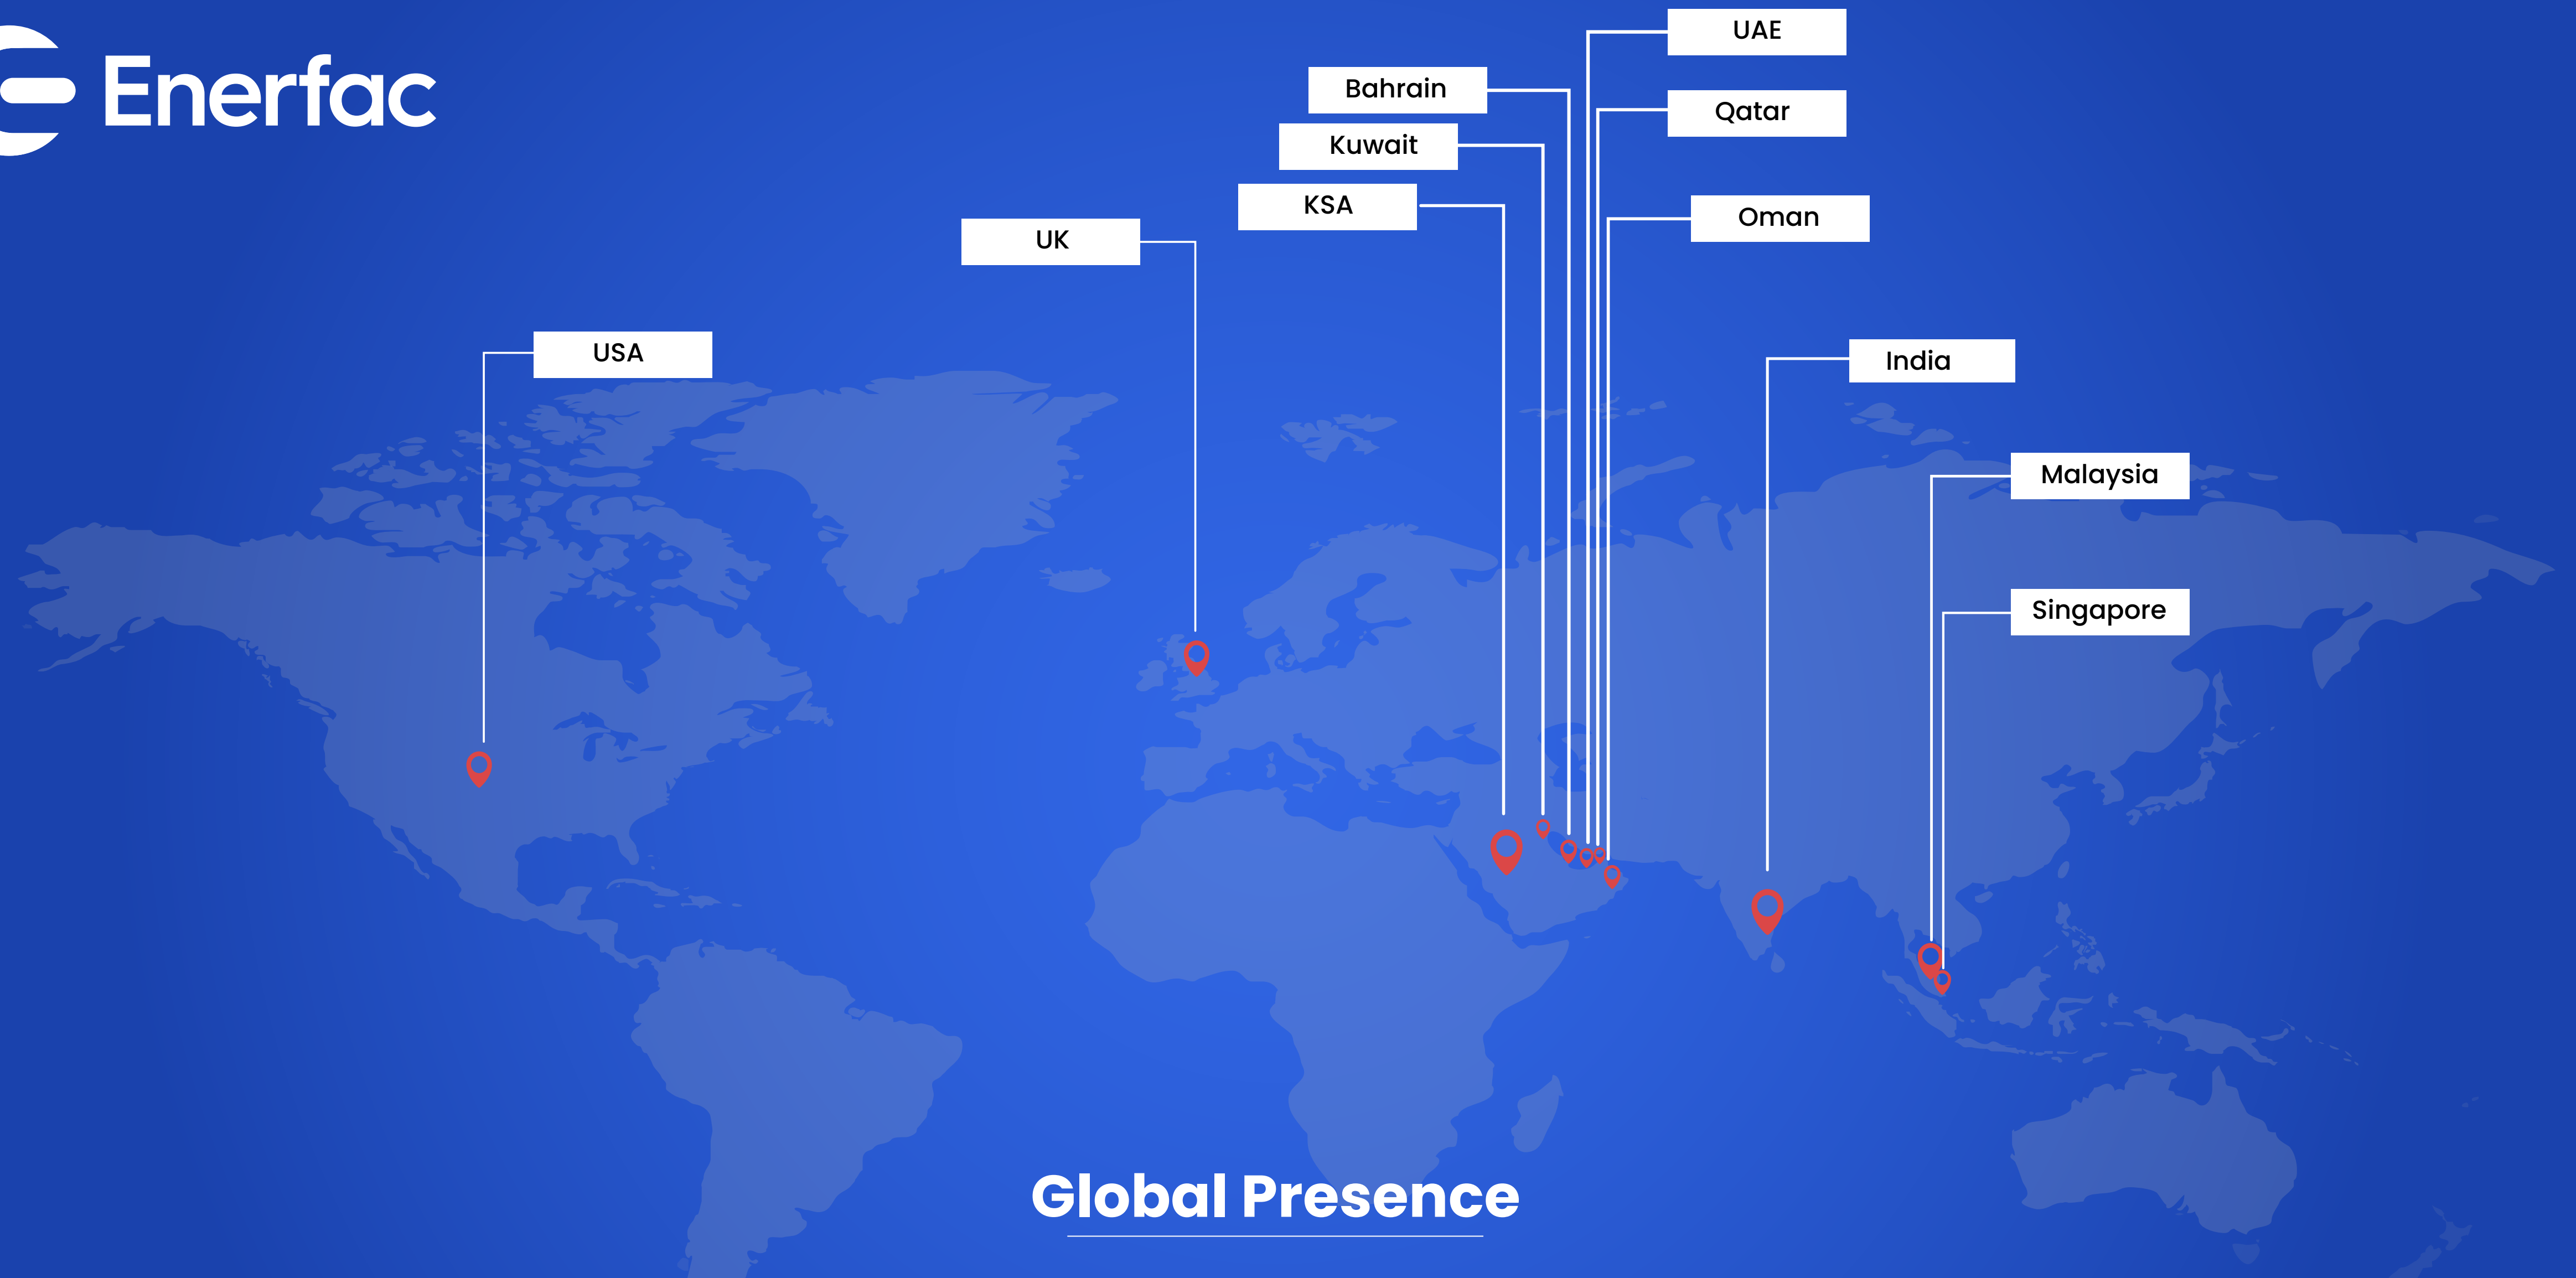 Enerfac
UAE
Bahrain
Qatar
Kuwait
KSA
Oman
UK
USA
India
Malaysia
Singapore
Global Presence